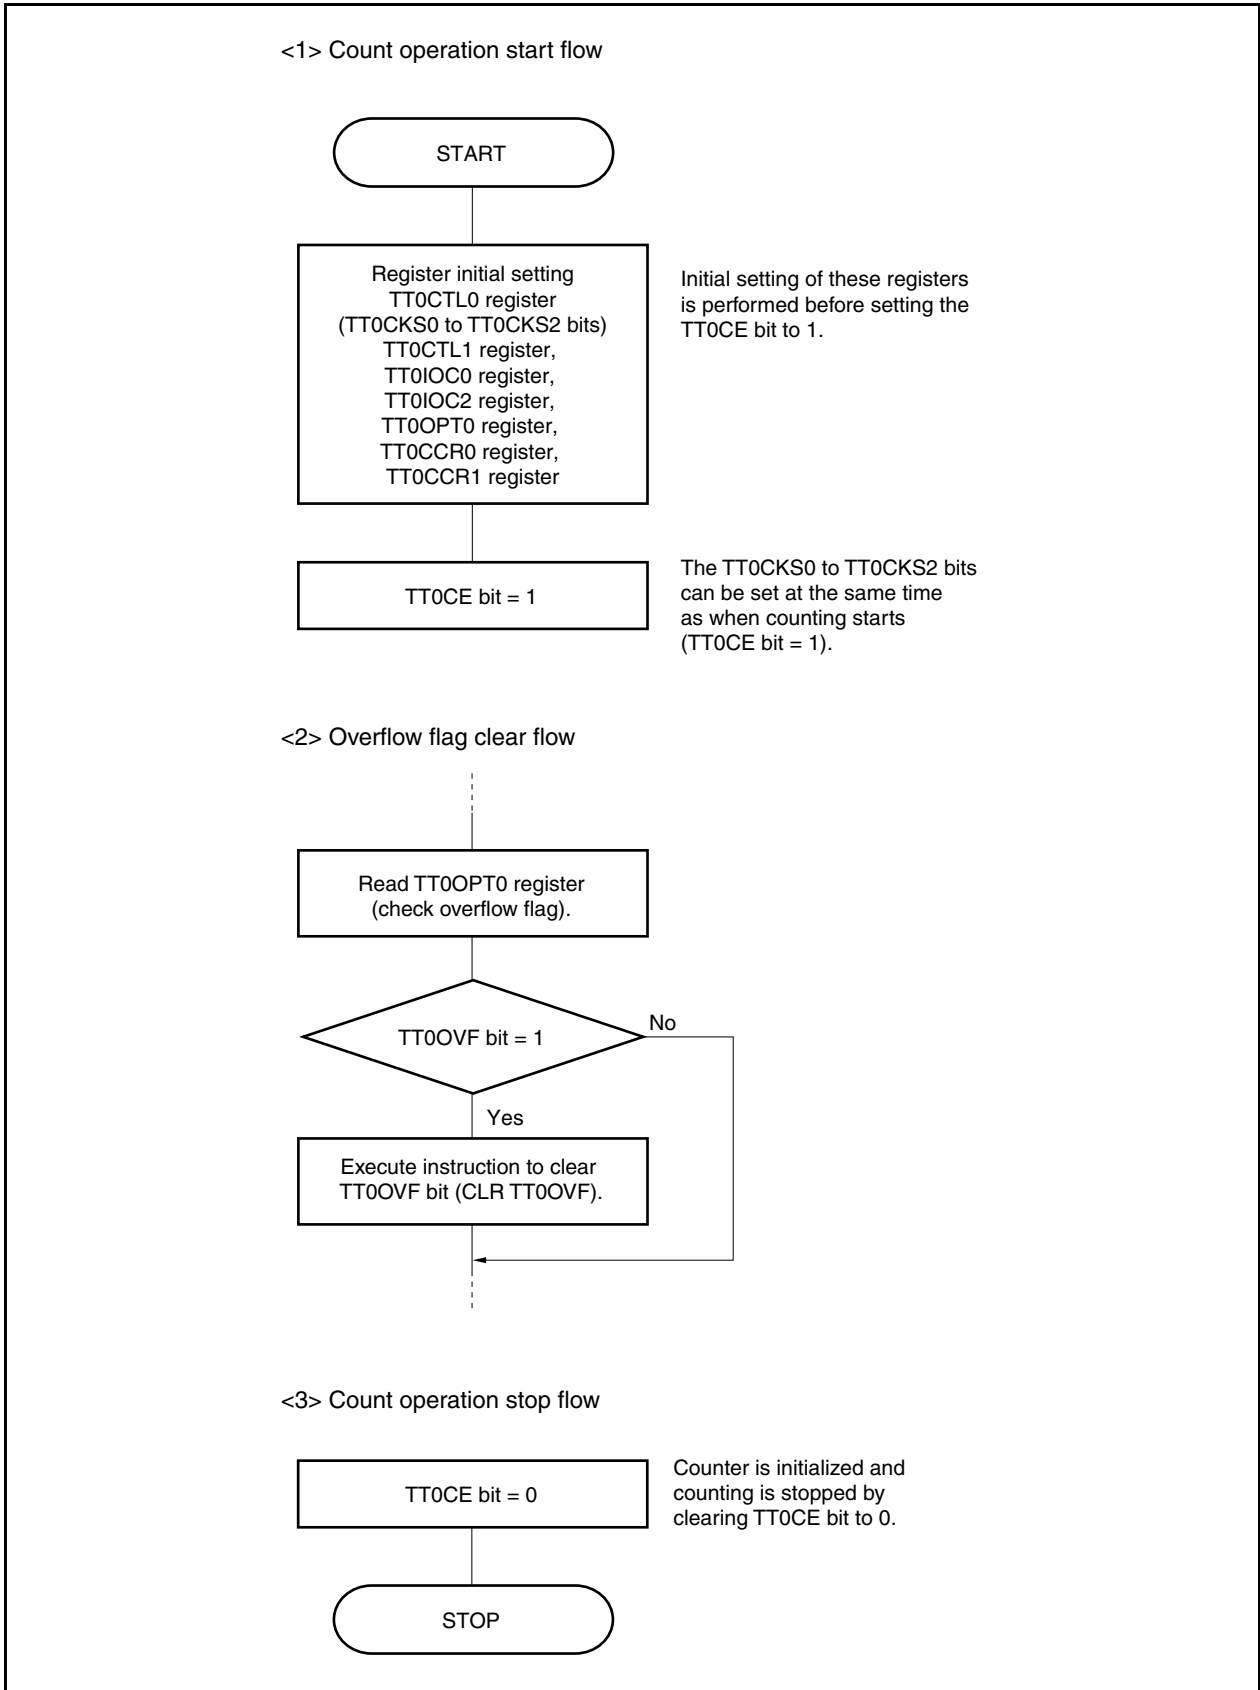 <1> Count operation start flow
START
Register initial setting
TT0CTL0 register
(TT0CKS0 to TT0CKS2 bits)
TT0CTL1 register,
TT0IOC0 register,
TT0IOC2 register,
TT0OPT0 register,
TT0CCR0 register,
TT0CCR1 register
Initial setting of these registers
is performed before setting the
TT0CE bit to 1.
TT0CE bit = 1
The TT0CKS0 to TT0CKS2 bits
can be set at the same time
as when counting starts
(TT0CE bit = 1).
<2> Overflow flag clear flow
Read TT0OPT0 register
(check overflow flag).
TT0OVF bit = 1
No
Yes
Execute instruction to clear
TT0OVF bit (CLR TT0OVF).
<3> Count operation stop flow
TT0CE bit = 0
Counter is initialized and
counting is stopped by
clearing TT0CE bit to 0.
STOP